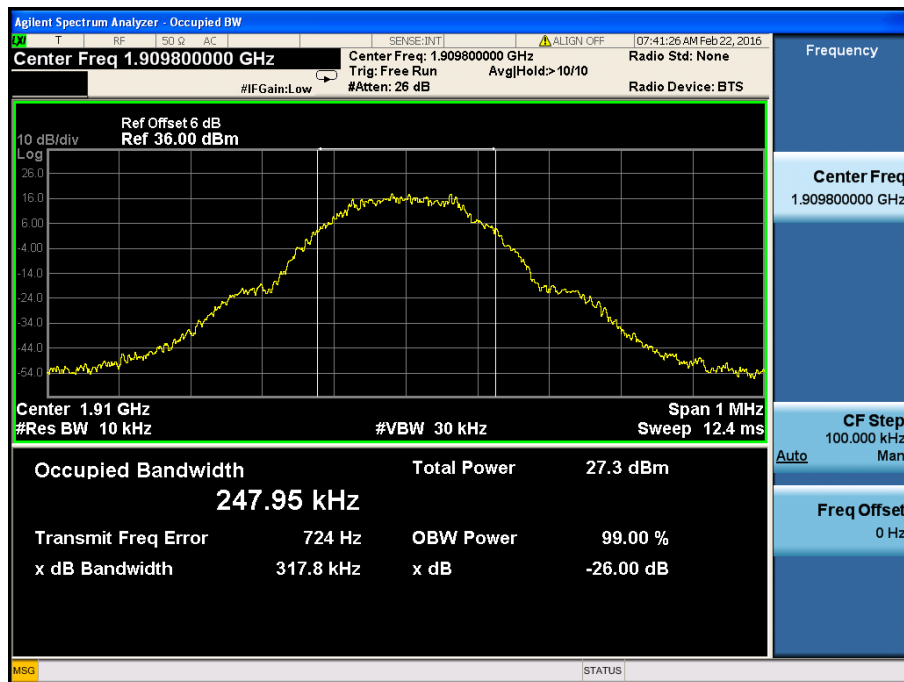 Agilent Spectrum Analyzer - Occupied BW
LXI T RF 50 Ω AC SENSE:INT ALIGN OFF 07:41:26 AM Feb 22, 2016
Center Freq 1.909800000 GHz
Center Freq: 1.909800000 GHz Radio Std: None
Trig: Free Run Avg|Hold:>10/10
#IFGain:Low #Atten: 26 dB Radio Device: BTS
Ref Offset 6 dB
10 dB/div Ref 36.00 dBm
Log
26.0
16.0
6.00
-4.00
-14.0
-24.0
-34.0
-44.0
-54.0
Center 1.91 GHz Span 1 MHz
#Res BW 10 kHz #VBW 30 kHz Sweep 12.4 ms
Occupied Bandwidth Total Power 27.3 dBm
247.95 kHz
Transmit Freq Error 724 Hz OBW Power 99.00 %
x dB Bandwidth 317.8 kHz x dB -26.00 dB
Frequency
Center Freq
1.909800000 GHz
CF Step
100.000 kHz
Auto Man
Freq Offset
0 Hz
MSG STATUS